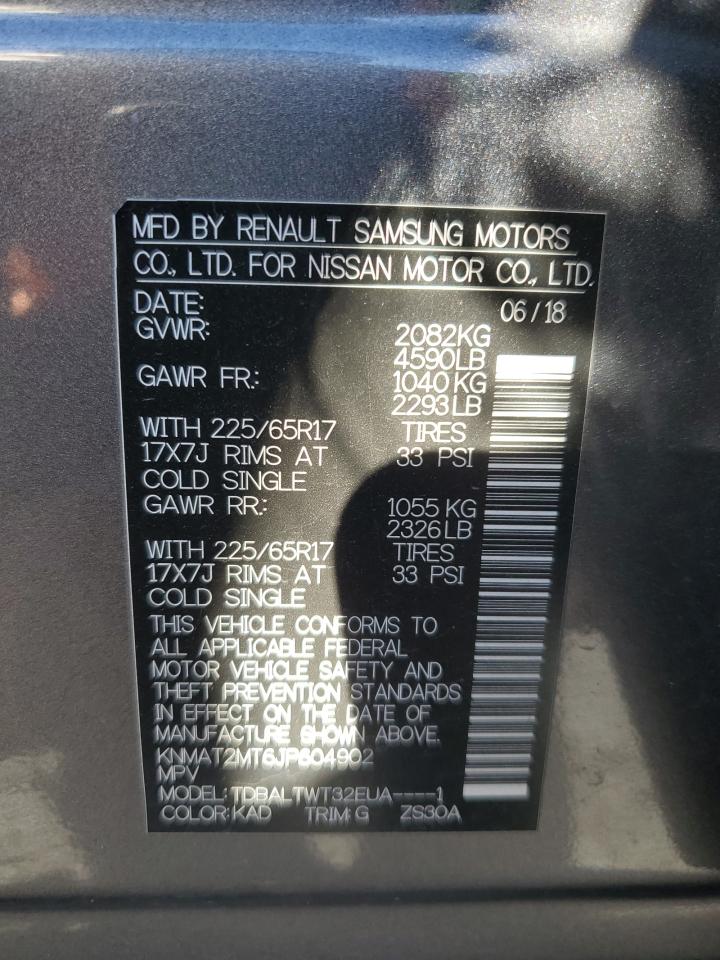 MFD BY RENAULT SAMSUNG MOTORS
CO., LTD. FOR NISSAN MOTOR CO., LTD.
DATE: 06/18
GVWR: 2082KG
4590LB
GAWR FR.: 1040 KG
2293LB
WITH 225/65R17 TIRES
17X7J RIMS AT 33 PSI
COLD SINGLE
GAWR RR.: 1055 KG
2326LB
WITH 225/65R17 TIRES
17X7J RIMS AT 33 PSI
COLD SINGLE
THIS VEHICLE CONFORMS TO
ALL APPLICABLE FEDERAL
MOTOR VEHICLE SAFETY AND
THEFT PREVENTION STANDARDS
IN EFFECT ON THE DATE OF
MANUFACTURE SHOWN ABOVE.
KNMAT2MT6JP604902
MPV
MODEL: TDBALTWT32EUA----1
COLOR: KAD TRIM: G ZS30A